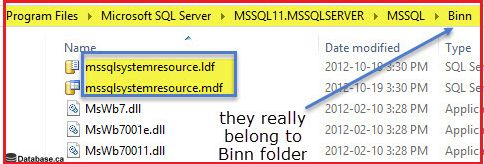 Program Files ▸ Microsoft SQL Server ▸ MSSQL11.MSSQLSERVER ▸ MSSQL ▸ Binn
Name Date modified Type
mssqlsystemresource.ldf 2012-10-19 3:30 PM SQL Se
mssqlsystemresource.mdf 2012-10-19 3:30 PM SQL Se
MsWb7.dll 2012-02-10 3:28 PM Applic
MsWb7001e.dll 2012-02-10 3:28 PM Applic
MsWb70011.dll 2012-02-10 3:28 PM Applic
they really
belong to
Binn folder
Database.ca